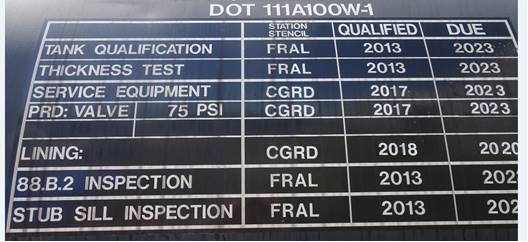 DOT 111A100W-1
STATION STENCIL QUALIFIED DUE
TANK QUALIFICATION FRAL 2013 2023
THICKNESS TEST FRAL 2013 2023
SERVICE EQUIPMENT CGRD 2017 2023
PRD: VALVE 75 PSI CGRD 2017 2023
LINING: CGRD 2018 2020
88.B.2 INSPECTION FRAL 2013 202
STUB SILL INSPECTION FRAL 2013 202